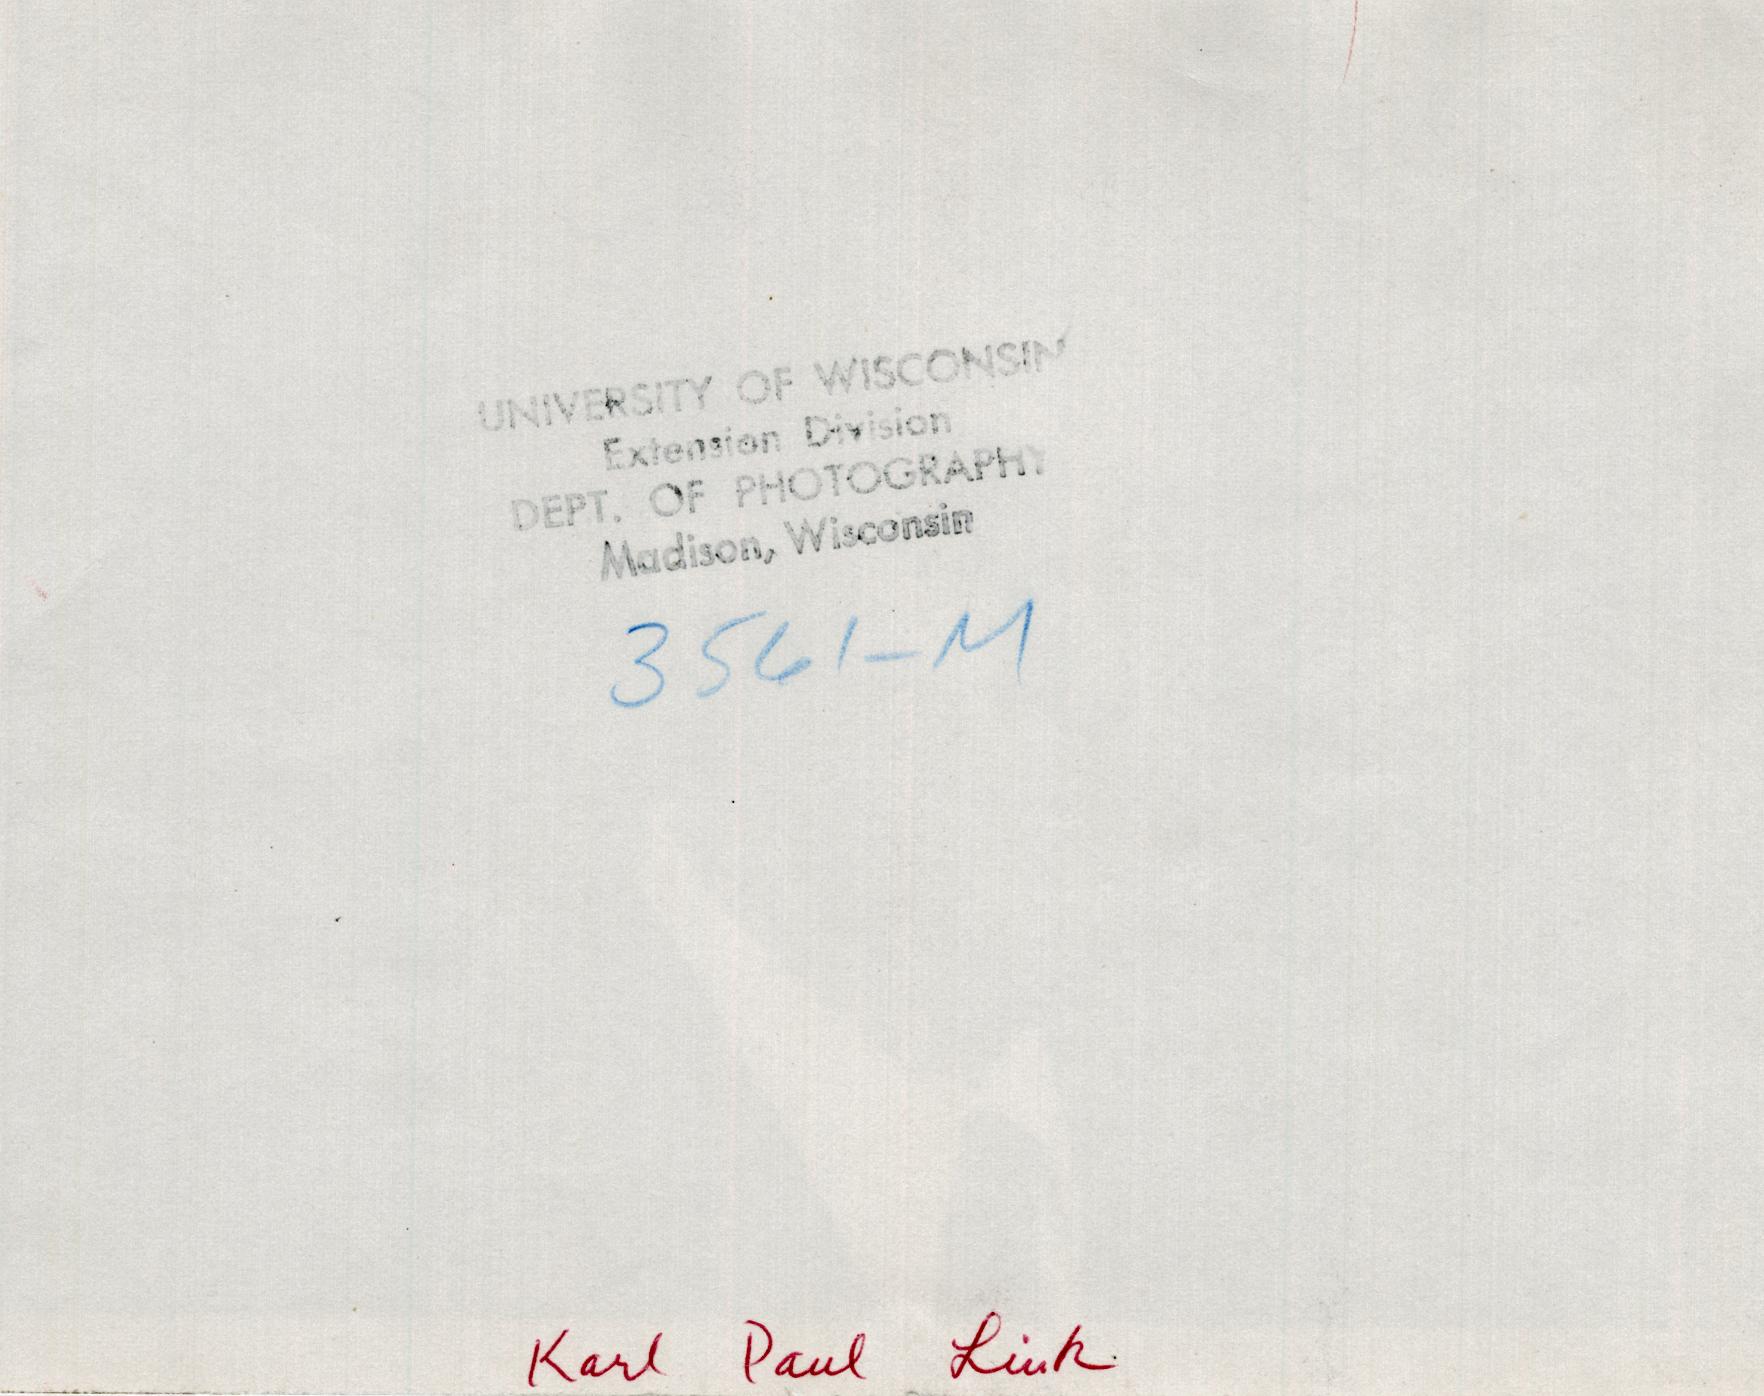 UNIVERSITY OF WISCONSIN
Extension Division
DEPT. OF PHOTOGRAPHY
Madison, Wisconsin
3561-M
Karl Paul Link